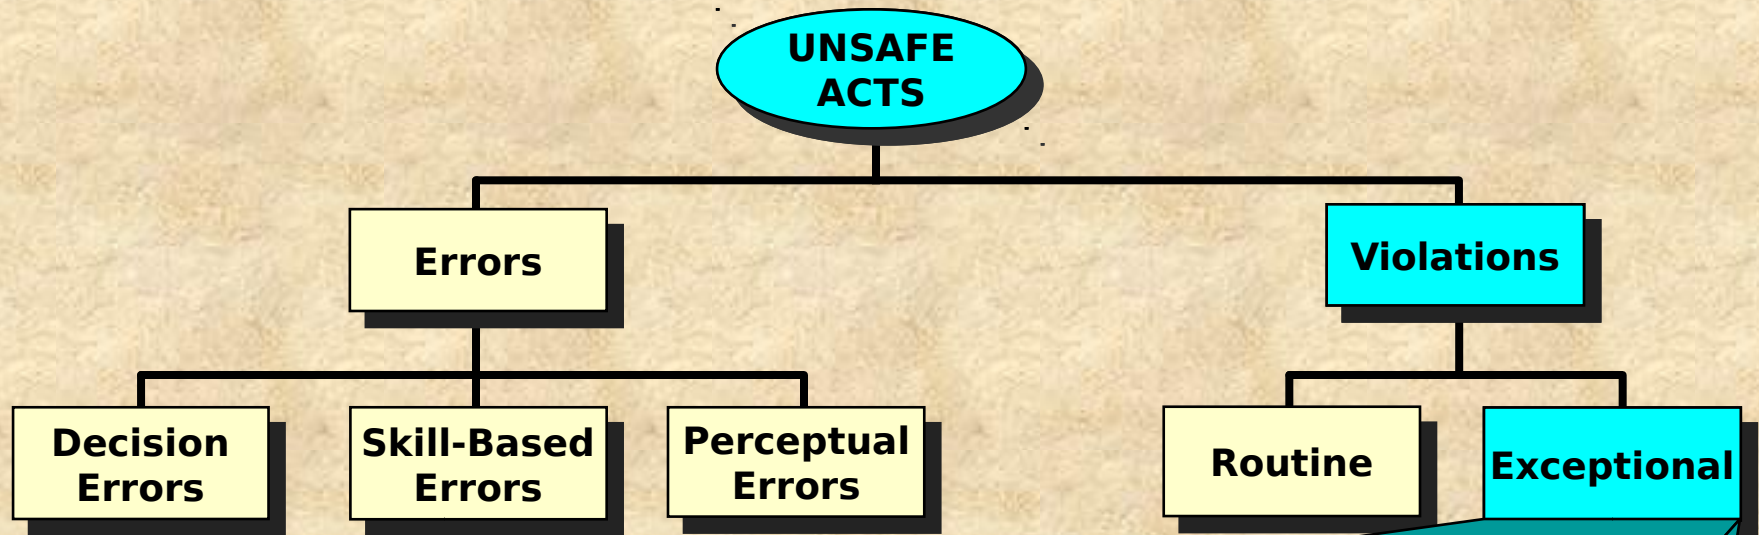 UNSAFE
ACTS
Errors
Violations
Decision
Errors
Skill-Based
Errors
Perceptual
Errors
Routine
Exceptional